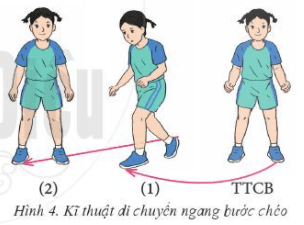 (2) (1) TTCB
Hình 4. Kĩ thuật di chuyển ngang bước chéo